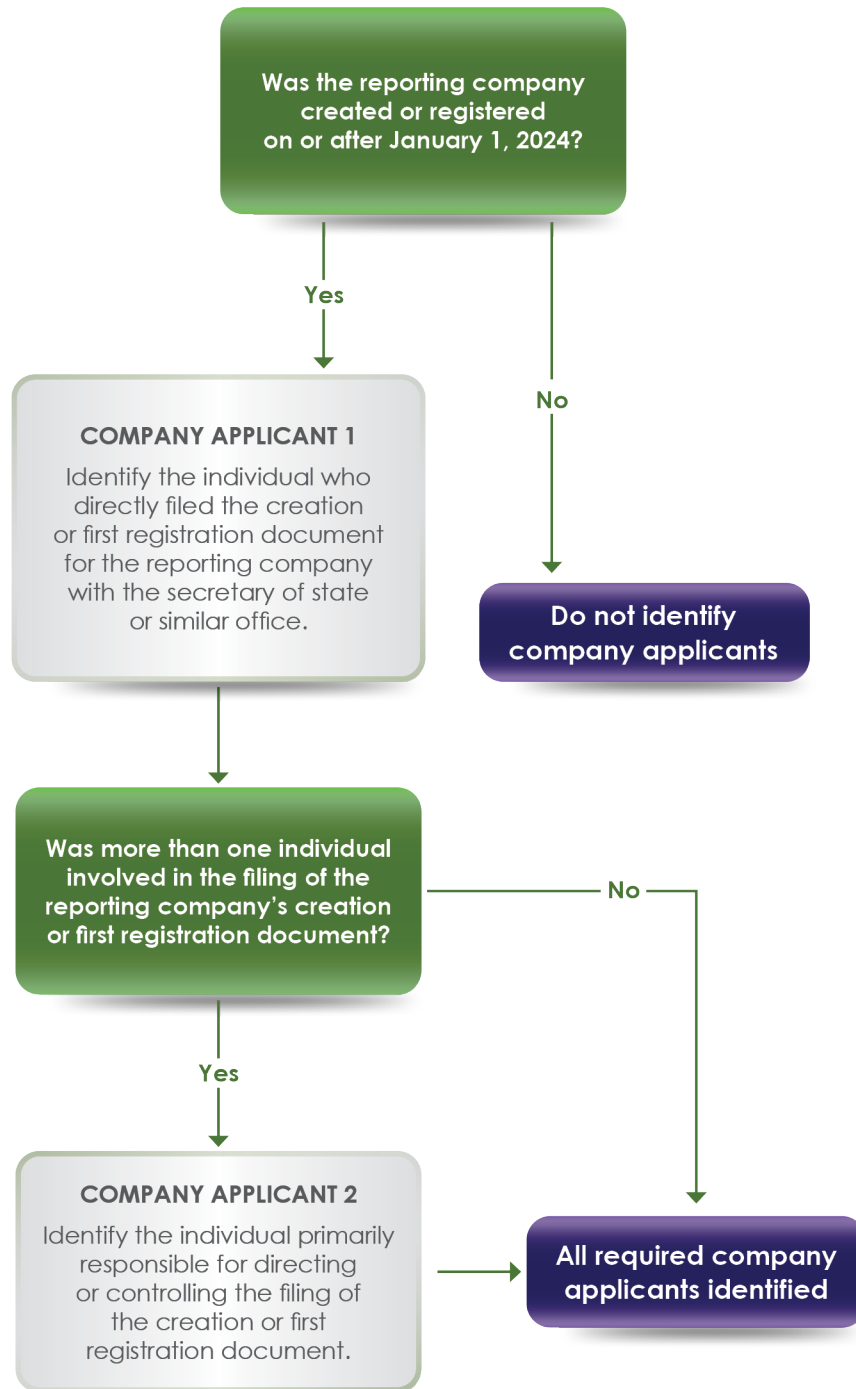 Was the reporting company
created or registered
on or after January 1, 2024?
Yes
No
COMPANY APPLICANT 1
Identify the individual who
directly filed the creation
or first registration document
for the reporting company
with the secretary of state
or similar office.
Do not identify
company applicants
Was more than one individual
involved in the filing of the
reporting company’s creation
or first registration document?
No
Yes
COMPANY APPLICANT 2
Identify the individual primarily
responsible for directing
or controlling the filing of
the creation or first
registration document.
All required company
applicants identified